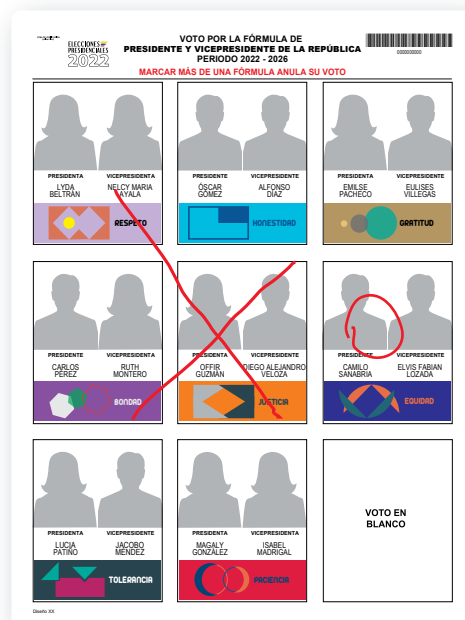 ELECCIONES
PRESIDENCIALES
2022
VOTO POR LA FÓRMULA DE
PRESIDENTE Y VICEPRESIDENTE DE LA REPÚBLICA
PERIODO 2022 - 2026
MARCAR MÁS DE UNA FÓRMULA ANULA SU VOTO
PRESIDENTA VICEPRESIDENTA
LYDA BELTRÁN
NELCY MARIA AYALA
RESPETO
PRESIDENTE VICEPRESIDENTE
ÓSCAR GÓMEZ
ALFONSO DÍAZ
HONESTIDAD
PRESIDENTA VICEPRESIDENTE
EMILSE PACHECO
EULISES VILLEGAS
GRATITUD
PRESIDENTE VICEPRESIDENTA
CARLOS PÉREZ
RUTH MONTERO
BONDAD
PRESIDENTA VICEPRESIDENTE
OFFIR GUZMÁN
DIEGO ALEJANDRO VELOZA
JUSTICIA
PRESIDENTE VICEPRESIDENTE
CAMILO SANABRIA
ELVIS FABIAN LOZADA
EQUIDAD
PRESIDENTA VICEPRESIDENTE
LUCIA PATIÑO
JACOBO MÉNDEZ
TOLERANCIA
PRESIDENTA VICEPRESIDENTA
MAGALY GONZÁLEZ
ISABEL MADRIGAL
PACIENCIA
VOTO EN
BLANCO
Diseño XX